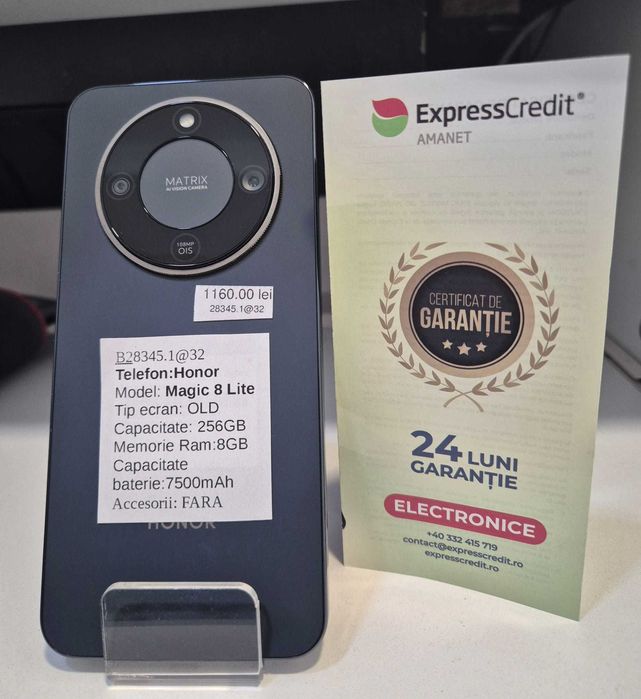 MATRIX
AI VISION CAMERA
108MP
OIS
1160.00 lei
28345.1@32
B28345.1@32
Telefon:Honor
Model: Magic 8 Lite
Tip ecran: OLD
Capacitate: 256GB
Memorie Ram:8GB
Capacitate
baterie:7500mAh
Accesorii: FARA
HONOR
ExpressCredit®
AMANET
CERTIFICAT DE
GARANȚIE
24 LUNI
GARANȚIE
ELECTRONICE
+40 332 415 719
contact@expresscredit.ro
expresscredit.ro